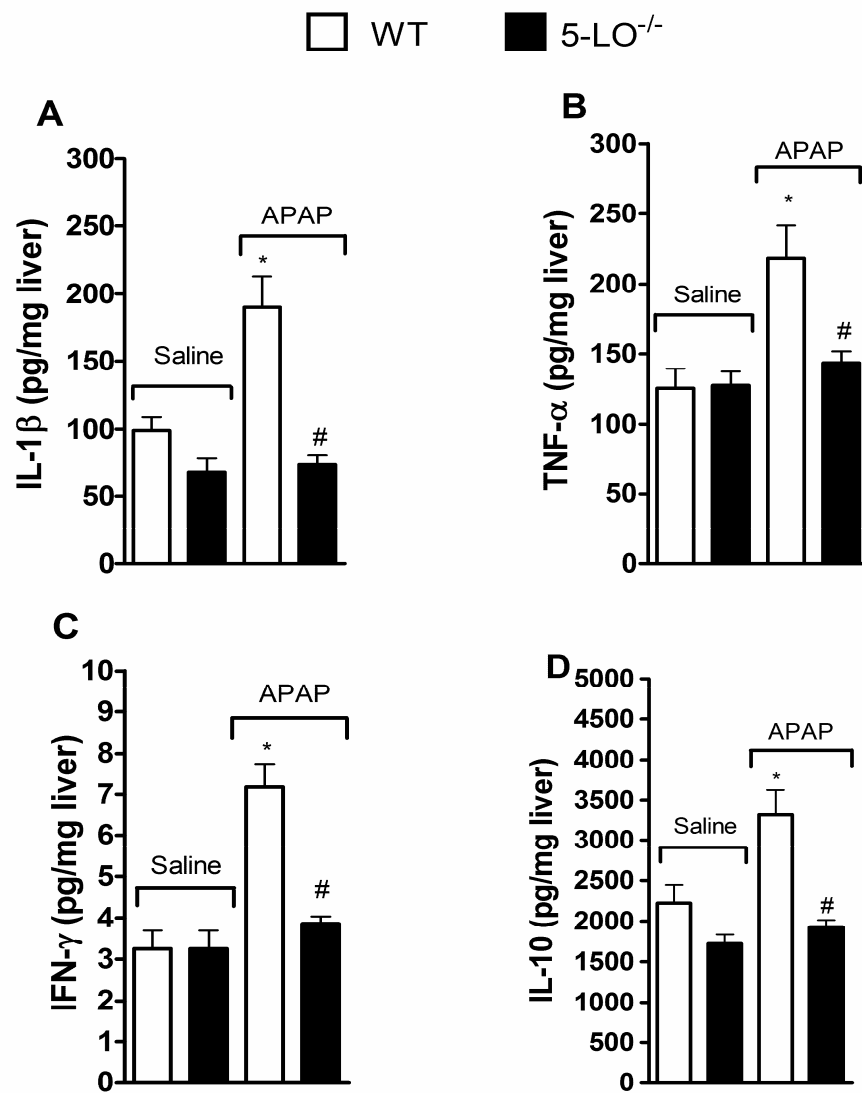 WT 5-LO-/-
A
IL-1β (pg/mg liver)
300
250
200
150
100
50
0
Saline
APAP
*
#
B
TNF-α (pg/mg liver)
300
250
200
150
100
50
0
Saline
APAP
*
#
C
IFN-γ (pg/mg liver)
10
9
8
7
6
5
4
3
2
1
0
Saline
APAP
*
#
D
IL-10 (pg/mg liver)
5000
4500
4000
3500
3000
2500
2000
1500
1000
500
0
Saline
APAP
*
#